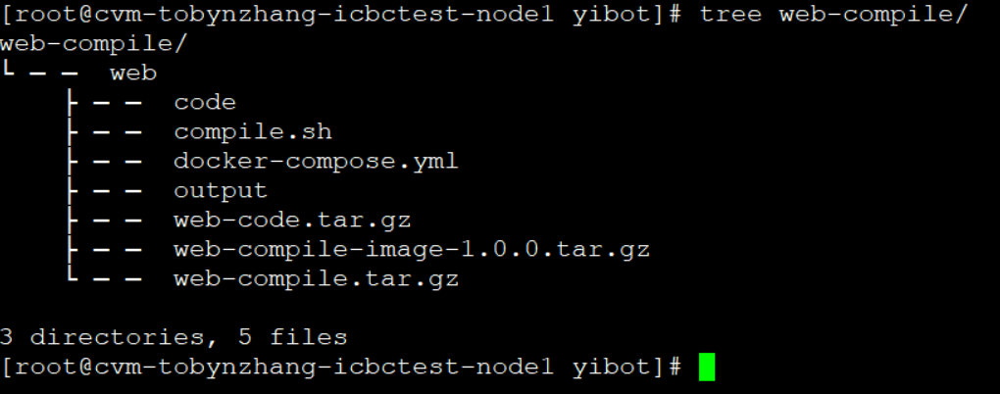 [root@cvm-tobynzhang-icbctest-node1 yibot]# tree web-compile/
web-compile/
└── web
    ├── code
    ├── compile.sh
    ├── docker-compose.yml
    ├── output
    ├── web-code.tar.gz
    ├── web-compile-image-1.0.0.tar.gz
    └── web-compile.tar.gz

3 directories, 5 files
[root@cvm-tobynzhang-icbctest-node1 yibot]#